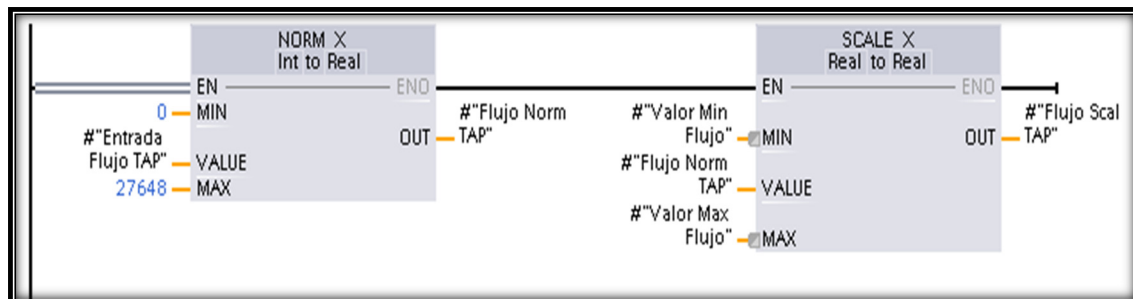 NORM_X
Int to Real
EN
ENO
0
MIN
#"Entrada
Flujo TAP"
VALUE
27648
MAX
OUT
#"Flujo Norm
TAP"
SCALE_X
Real to Real
EN
ENO
#"Valor Min
Flujo"
MIN
#"Flujo Norm
TAP"
VALUE
#"Valor Max
Flujo"
MAX
OUT
#"Flujo Scal
TAP"